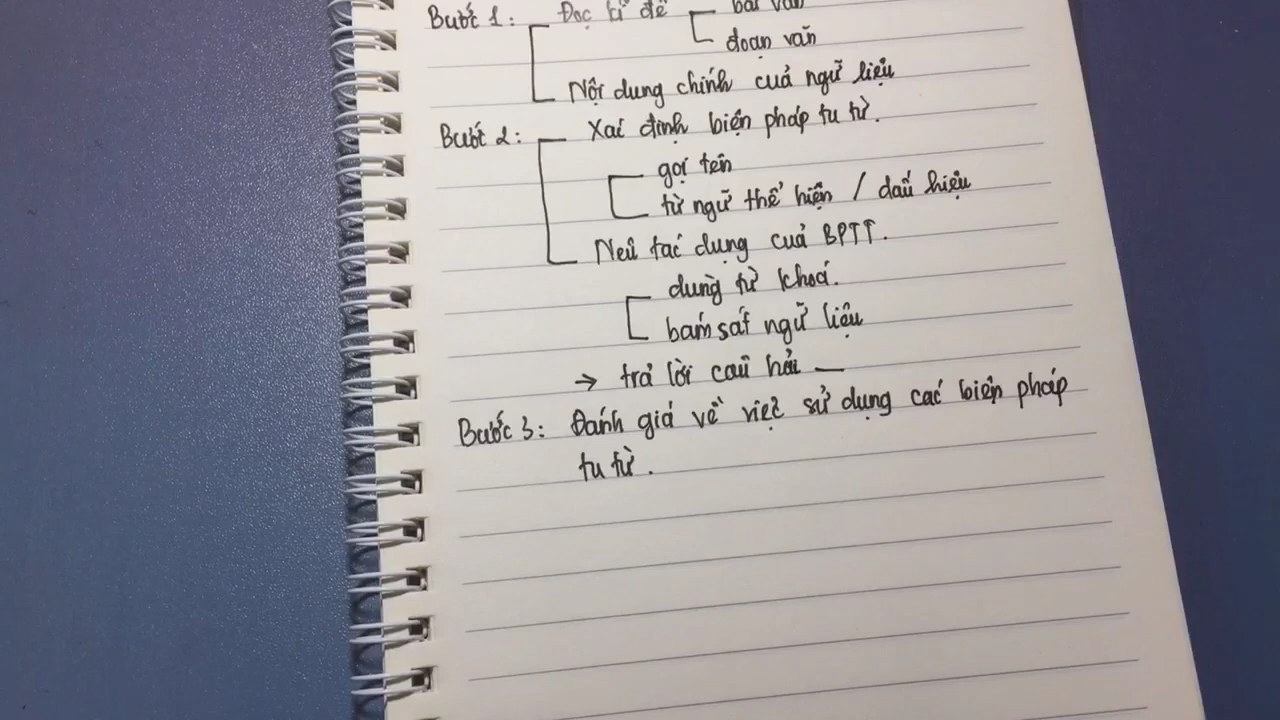 Bước 1: Đọc kĩ đề bài văn
đoạn văn
Nội dung chính của ngữ liệu
Bước 2: Xác định biện pháp tu từ.
gọi tên
từ ngữ thể hiện / dấu hiệu
Nêu tác dụng của BPTT.
dùng từ khoá.
bám sát ngữ liệu
→ trả lời câu hỏi —
Bước 3: Đánh giá về việc sử dụng các biện pháp
tu từ.